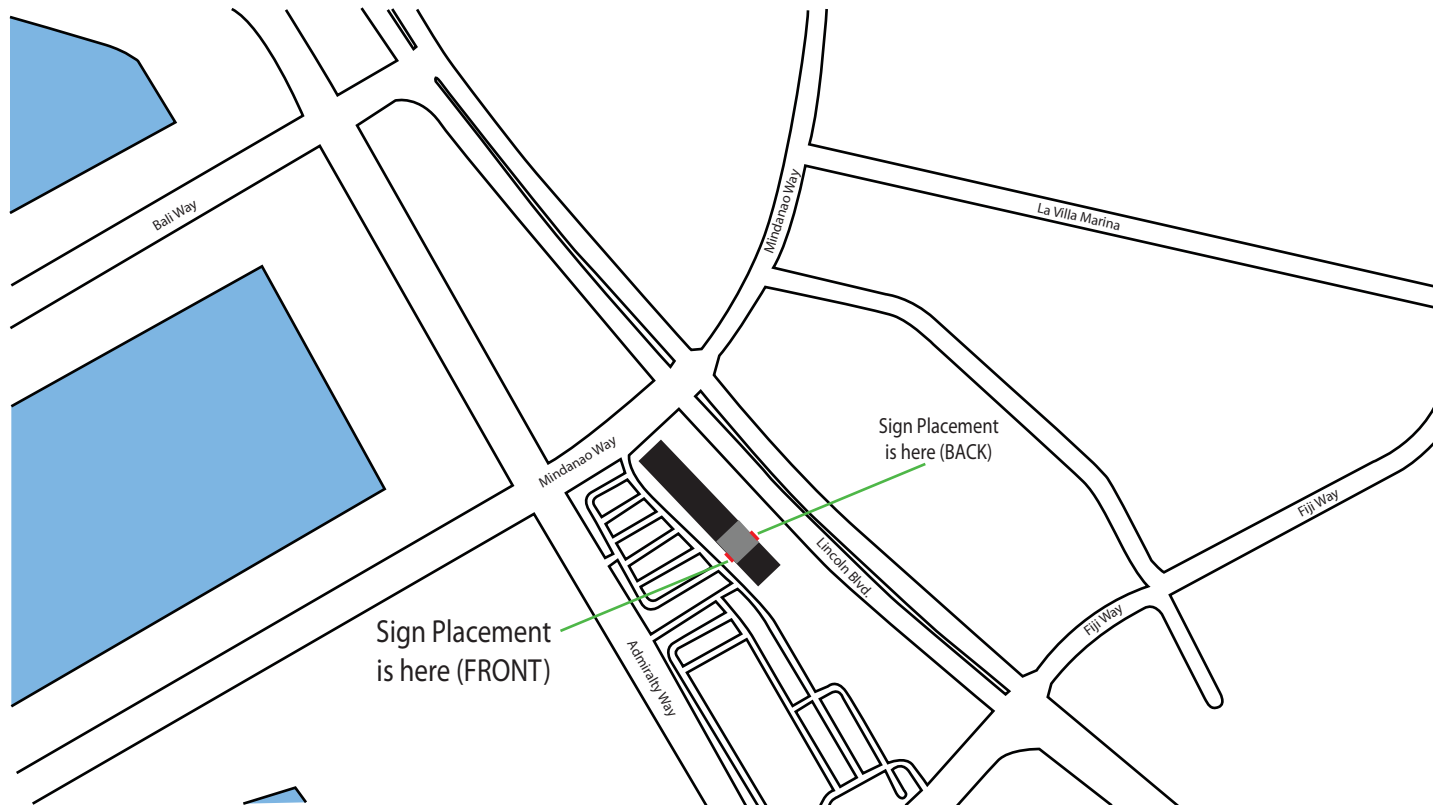 Bali Way
Mindanao Way
La Villa Marina
Sign Placement
is here (BACK)
Mindanao Way
Fiji Way
Lincoln Blvd.
Fiji Way
Sign Placement
is here (FRONT)
Admiralty Way